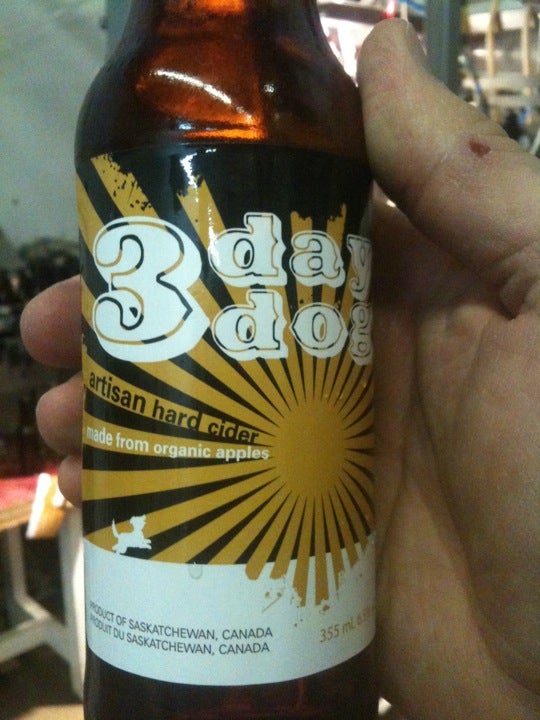 3 day
dog
artisan hard cider
made from organic apples
PRODUCT OF SASKATCHEWAN, CANADA
PRODUIT DU SASKATCHEWAN, CANADA
355 mL